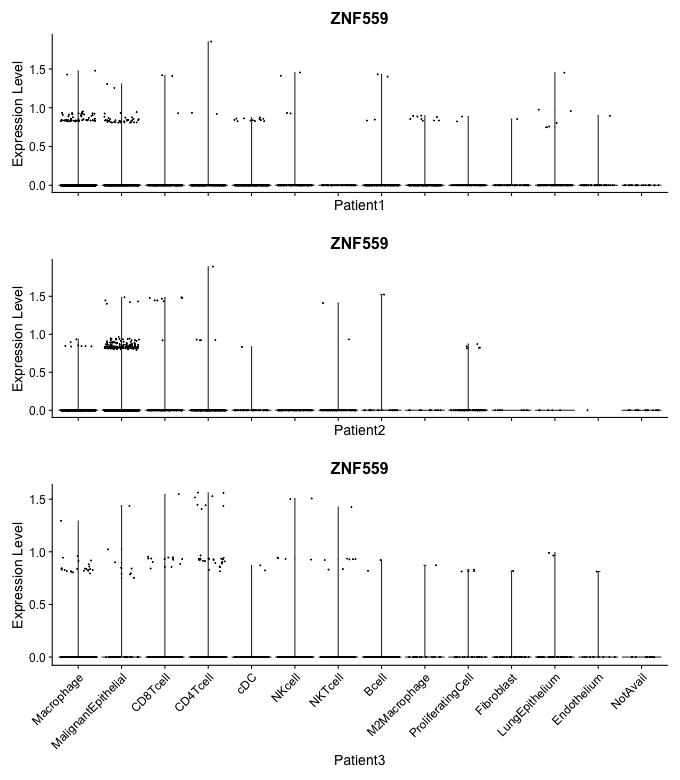 ZNF559
Expression Level
1.5
1.0
0.5
0.0
Patient1
ZNF559
Expression Level
1.5
1.0
0.5
0.0
Patient2
ZNF559
Expression Level
1.5
1.0
0.5
0.0
Macrophage
MalignantEpithelial
CD8Tcell
CD4Tcell
cDC
NKcell
NKTcell
Bcell
M2Macrophage
ProliferatingCell
Fibroblast
LungEpithelium
Endothelium
NotAvail
Patient3